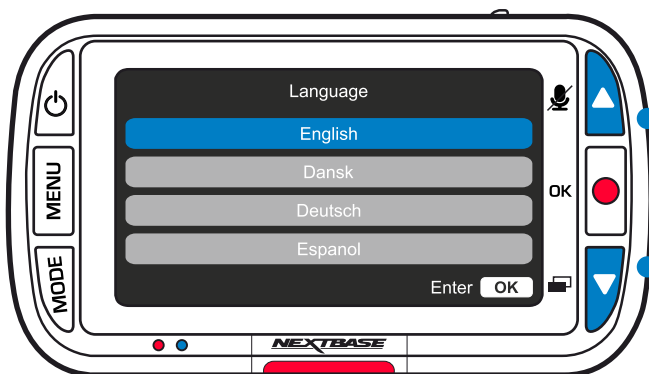 Language
English
Dansk
Deutsch
Espanol
Enter OK
MENU
MODE
OK
NEXTBASE